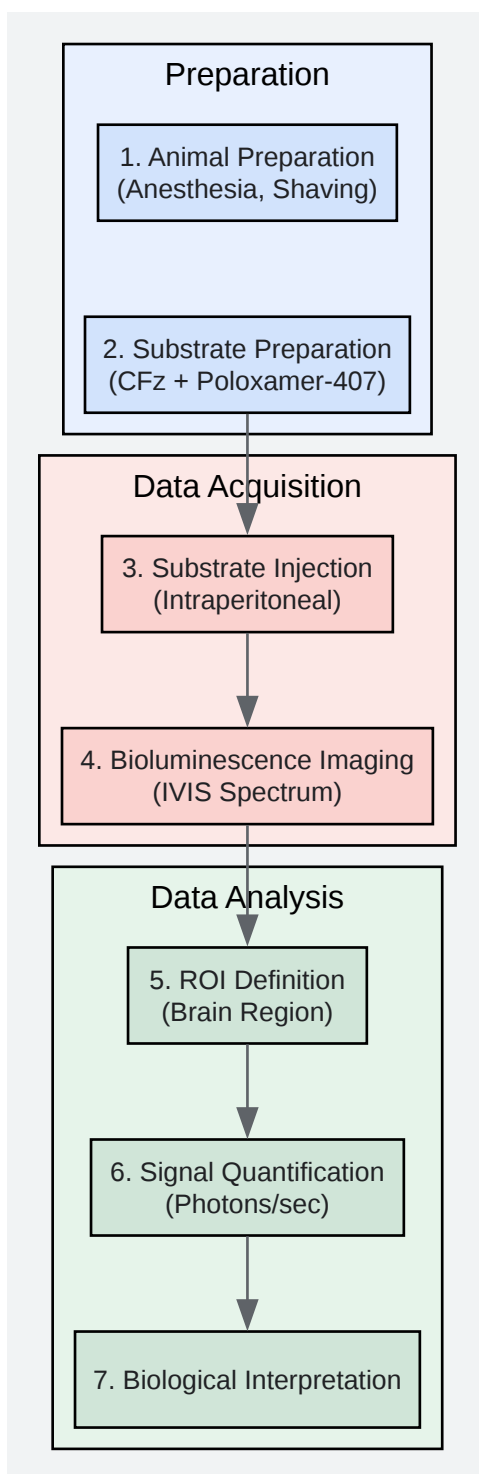 Preparation
1. Animal Preparation
(Anesthesia, Shaving)
2. Substrate Preparation
(CFz + Poloxamer-407)
Data Acquisition
3. Substrate Injection
(Intraperitoneal)
4. Bioluminescence Imaging
(IVIS Spectrum)
Data Analysis
5. ROI Definition
(Brain Region)
6. Signal Quantification
(Photons/sec)
7. Biological Interpretation